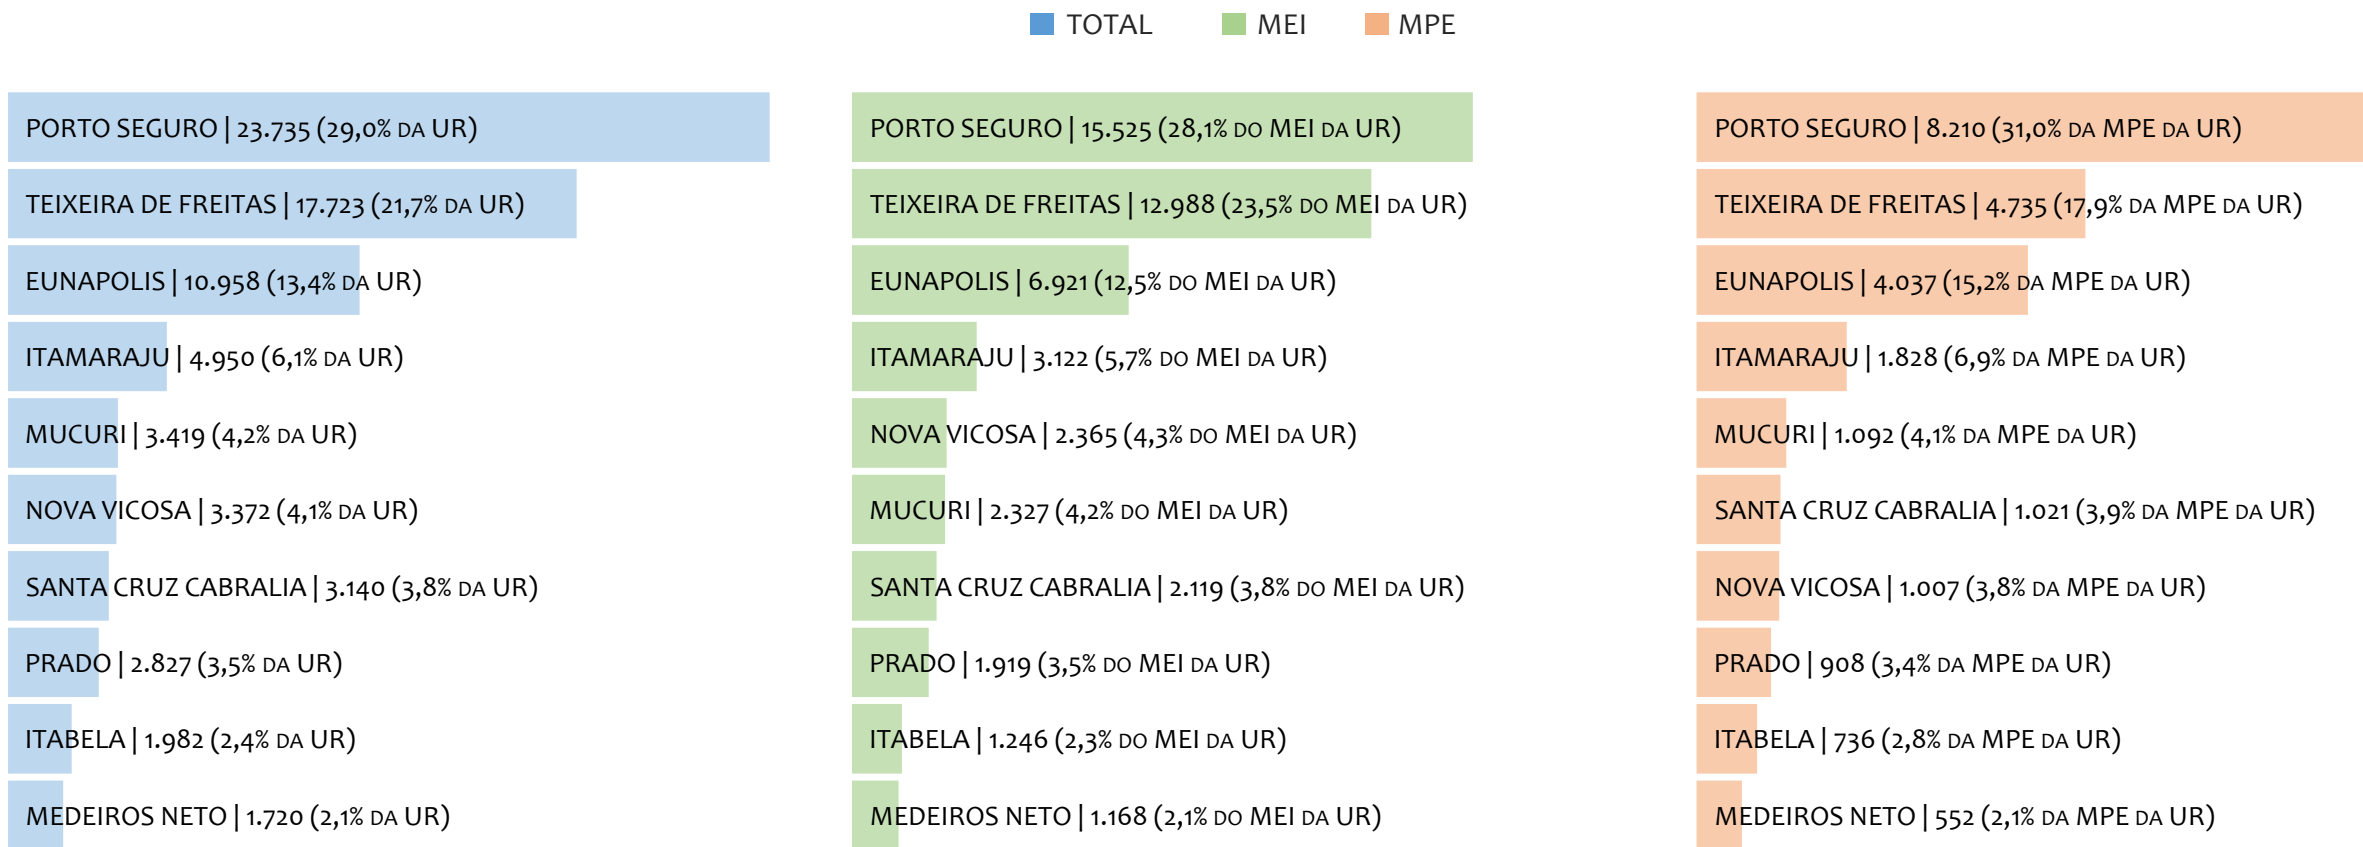 TOTAL MEI MPE
PORTO SEGURO | 23.735 (29,0% DA UR)
TEIXEIRA DE FREITAS | 17.723 (21,7% DA UR)
EUNAPOLIS | 10.958 (13,4% DA UR)
ITAMARAJU | 4.950 (6,1% DA UR)
MUCURI | 3.419 (4,2% DA UR)
NOVA VICOSA | 3.372 (4,1% DA UR)
SANTA CRUZ CABRALIA | 3.140 (3,8% DA UR)
PRADO | 2.827 (3,5% DA UR)
ITABELA | 1.982 (2,4% DA UR)
MEDEIROS NETO | 1.720 (2,1% DA UR)
PORTO SEGURO | 15.525 (28,1% DO MEI DA UR)
TEIXEIRA DE FREITAS | 12.988 (23,5% DO MEI DA UR)
EUNAPOLIS | 6.921 (12,5% DO MEI DA UR)
ITAMARAJU | 3.122 (5,7% DO MEI DA UR)
NOVA VICOSA | 2.365 (4,3% DO MEI DA UR)
MUCURI | 2.327 (4,2% DO MEI DA UR)
SANTA CRUZ CABRALIA | 2.119 (3,8% DO MEI DA UR)
PRADO | 1.919 (3,5% DO MEI DA UR)
ITABELA | 1.246 (2,3% DO MEI DA UR)
MEDEIROS NETO | 1.168 (2,1% DO MEI DA UR)
PORTO SEGURO | 8.210 (31,0% DA MPE DA UR)
TEIXEIRA DE FREITAS | 4.735 (17,9% DA MPE DA UR)
EUNAPOLIS | 4.037 (15,2% DA MPE DA UR)
ITAMARAJU | 1.828 (6,9% DA MPE DA UR)
MUCURI | 1.092 (4,1% DA MPE DA UR)
SANTA CRUZ CABRALIA | 1.021 (3,9% DA MPE DA UR)
NOVA VICOSA | 1.007 (3,8% DA MPE DA UR)
PRADO | 908 (3,4% DA MPE DA UR)
ITABELA | 736 (2,8% DA MPE DA UR)
MEDEIROS NETO | 552 (2,1% DA MPE DA UR)